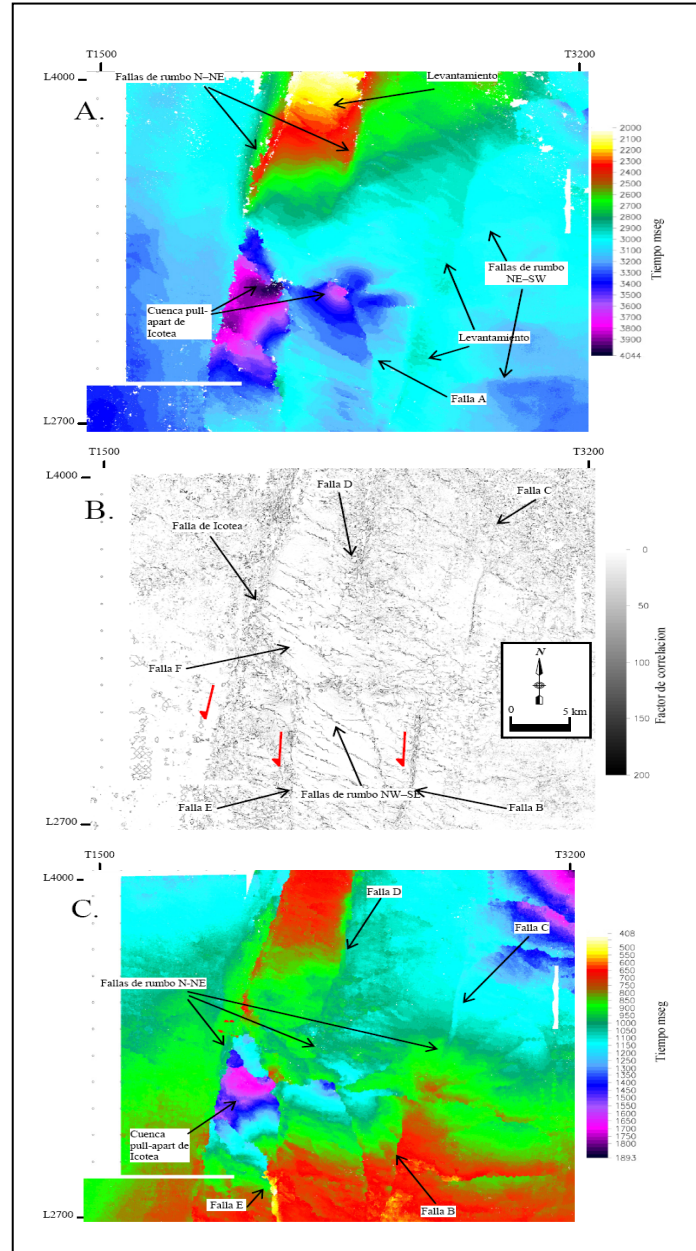 T1500
T3200
L4000
Fallas de rumbo N–NE
Levantamiento
A.
2000
2100
2200
2300
2400
2500
2600
2700
2800
2900
3000
3100
3200
3300
3400
3500
3600
3700
3800
3900
4044
Tiempo mseg
Fallas de rumbo
NE–SW
Cuenca pull-
apart de
Icotea
Levantamiento
Falla A
L2700
T1500
T3200
L4000
Falla D
Falla C
B.
Falla de Icotea
0
50
100
150
200
Factor de correlacion
Falla F
N
0
5 km
Fallas de rumbo NW–SE
Falla E
Falla B
L2700
T1500
T3200
L4000
C.
Falla D
Falla C
Fallas de rumbo N-NE
408
500
600
650
700
750
800
850
900
950
1000
1050
1100
1150
1200
1250
1300
1350
1400
1450
1500
1550
1600
1650
1700
1750
1800
1893
Tiempo mseg
Cuenca
pull-apart de
Icotea
Falla E
Falla B
L2700